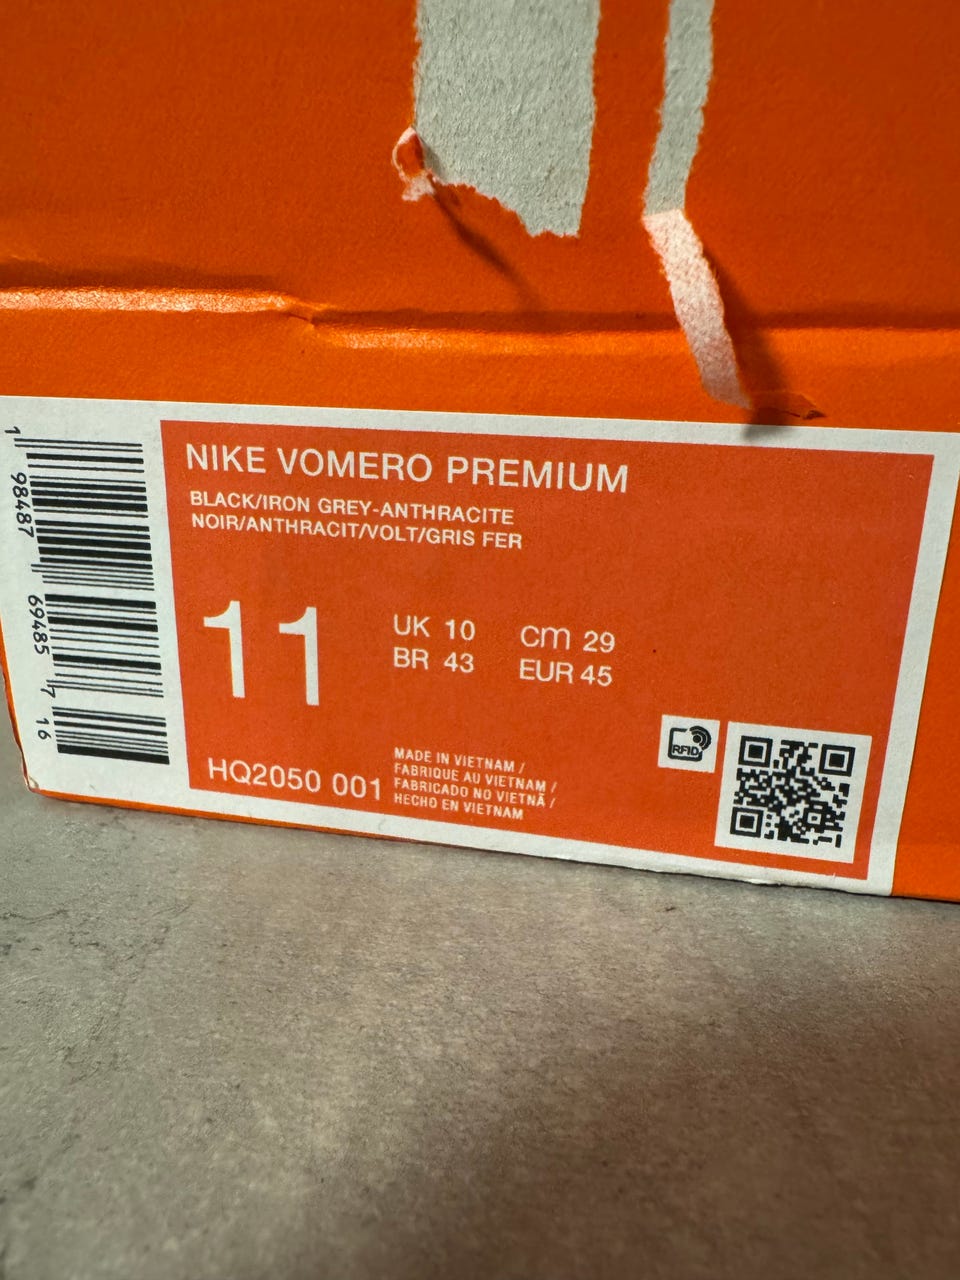 NIKE VOMERO PREMIUM
BLACK/IRON GREY-ANTHRACITE
NOIR/ANTHRACIT/VOLT/GRIS FER
11
UK 10
BR 43
CM 29
EUR 45
HQ2050 001
MADE IN VIETNAM /
FABRIQUE AU VIETNAM /
FABRICADO NO VIETNÃ /
HECHO EN VIETNAM
RFID
1 98487 69485 7 16